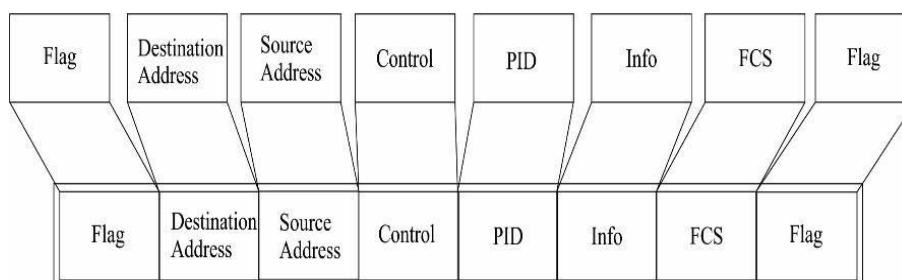 Flag
Destination
Address
Source
Address
Control
PID
Info
FCS
Flag
Flag
Destination
Address
Source
Address
Control
PID
Info
FCS
Flag